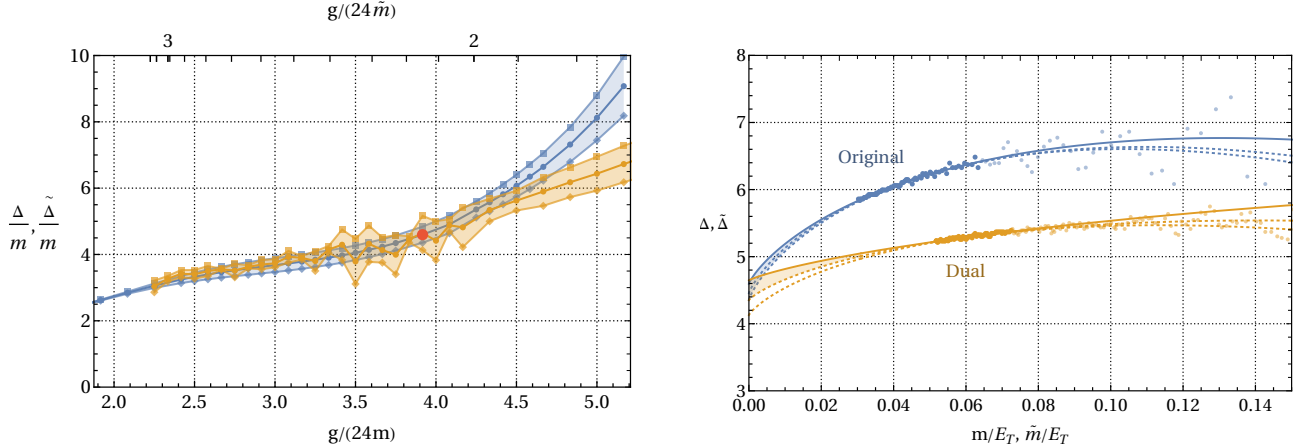 g/(24m̃)
3 2
10
8
6
4
2
0
Δ/m, Δ̃/m̃
2.0 2.5 3.0 3.5 4.0 4.5 5.0
g/(24m)
8
7
6
5
4
3
Δ, Δ̃
Original
Dual
0.00 0.02 0.04 0.06 0.08 0.10 0.12 0.14
m/E_T, m̃/E_T